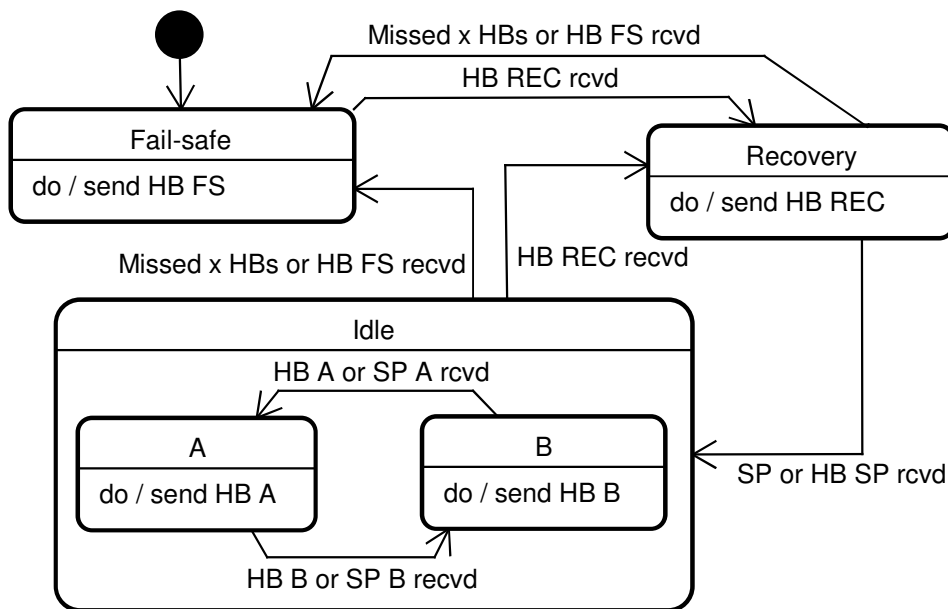 Missed x HBs or HB FS rcvd
HB REC rcvd
Fail-safe
do / send HB FS
Recovery
do / send HB REC
Missed x HBs or HB FS recvd
HB REC recvd
Idle
HB A or SP A rcvd
A
do / send HB A
B
do / send HB B
SP or HB SP rcvd
HB B or SP B recvd